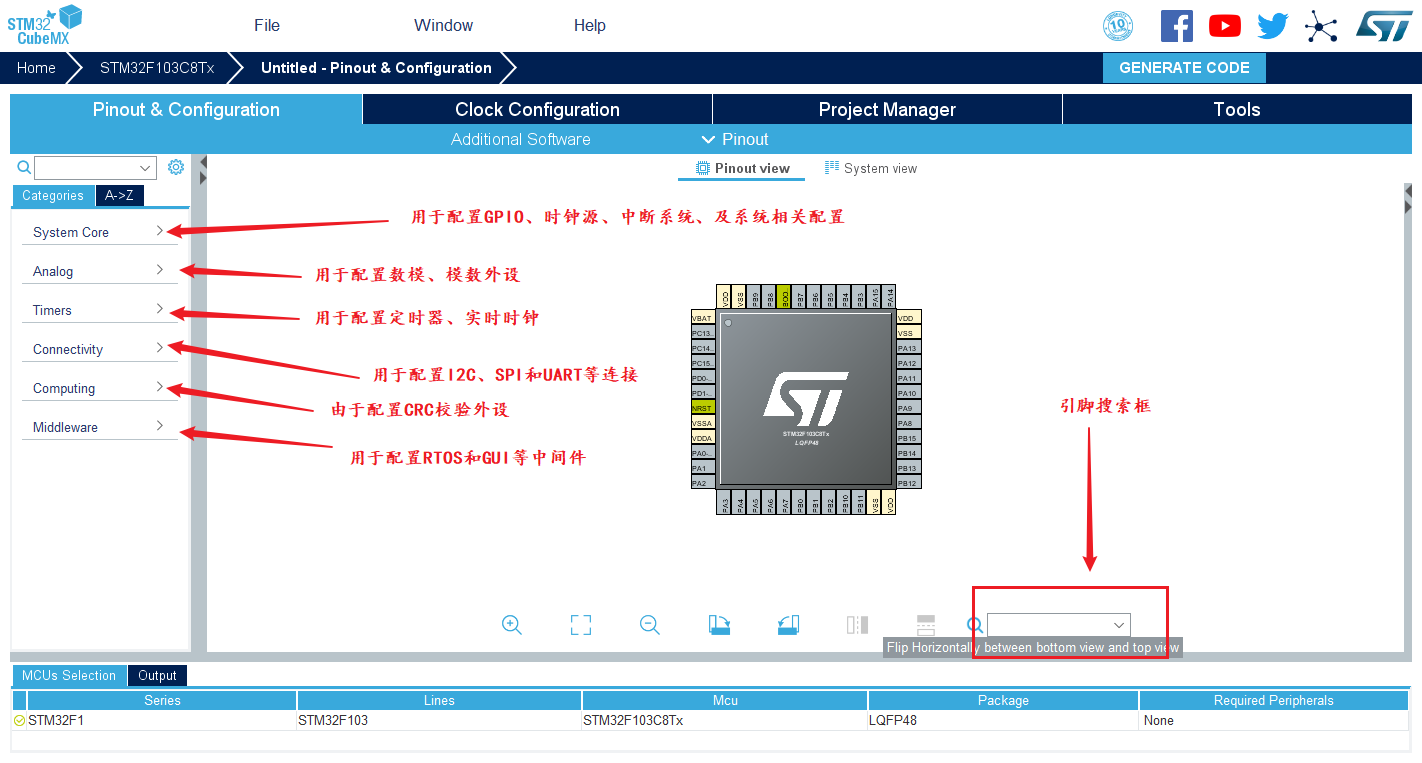 STM32
CubeMX
File Window Help
10
Home STM32F103C8Tx Untitled - Pinout & Configuration GENERATE CODE
Pinout & Configuration Clock Configuration Project Manager Tools
Additional Software Pinout
Pinout view System view
Categories A->Z
System Core
用于配置GPIO、时钟源、中断系统、及系统相关配置
Analog
用于配置数模、模数外设
Timers
用于配置定时器、实时时钟
Connectivity
用于配置I2C、SPI和UART等连接
Computing
由于配置CRC校验外设
Middleware
用于配置RTOS和GUI等中间件
引脚搜索框
VCC VSS PB9 PB8 BOO PB7 PB6 PB5 PB4 PB3 PA15 PA14
VBAT VDD
PC13.. VSS
PC14.. PA13
PC15.. PA12
PD0-.. PA11
PD1-.. PA10
NRST PA9
VSSA PA8
VDDA PB15
PA0-.. PB14
PA1 PB13
PA2 PB12
ST
STM32F103C8Tx
LQFP48
PA3 PA4 PA5 PA6 PA7 PB0 PB1 PB2 PB10 PB11 VSS VCC
Flip Horizontally between bottom view and top view
MCUs Selection Output
Series Lines Mcu Package Required Peripherals
STM32F1 STM32F103 STM32F103C8Tx LQFP48 None